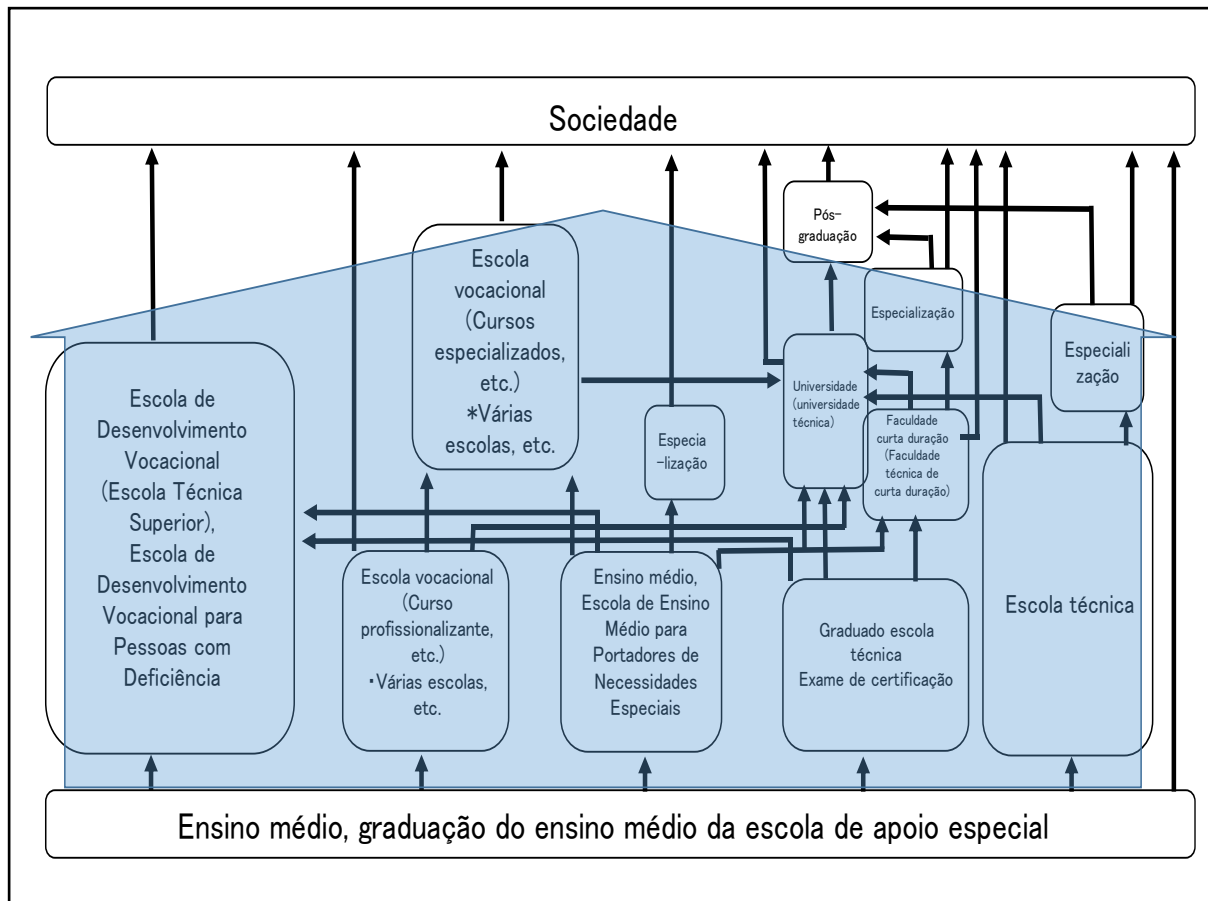 Sociedade
Pós-
graduação
Escola
vocacional
(Cursos
especializados,
etc.)
*Várias
escolas, etc.
Especialização
Especiali
zação
Escola de
Desenvolvimento
Vocacional
(Escola Técnica
Superior),
Escola de
Desenvolvimento
Vocacional para
Pessoas com
Deficiência
Especia
-lização
Universidade
(universidade
técnica)
Faculdade
curta duração
(Faculdade
técnica de
curta duração)
Escola vocacional
(Curso
profissionalizante,
etc.)
・Várias escolas,
etc.
Ensino médio,
Escola de Ensino
Médio para
Portadores de
Necessidades
Especiais
Graduado escola
técnica
Exame de certificação
Escola técnica
Ensino médio, graduação do ensino médio da escola de apoio especial